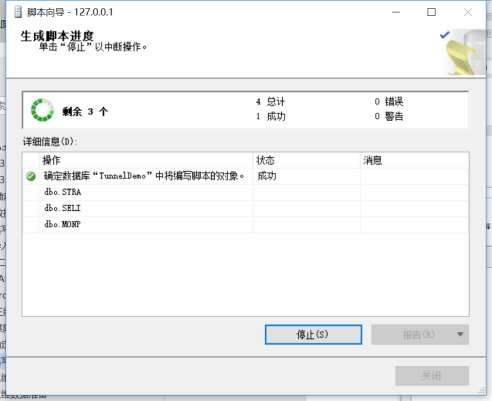 脚本向导 - 127.0.0.1
生成脚本进度
单击“停止”以中断操作。
剩余 3 个
4 总计
0 错误
1 成功
0 警告
详细信息(D):
操作 状态 消息
确定数据库“TunnelDemo”中将编写脚本的对象。 成功
dbo.STRA
dbo.SELI
dbo.MONP
停止(S)
报告(R)
关闭